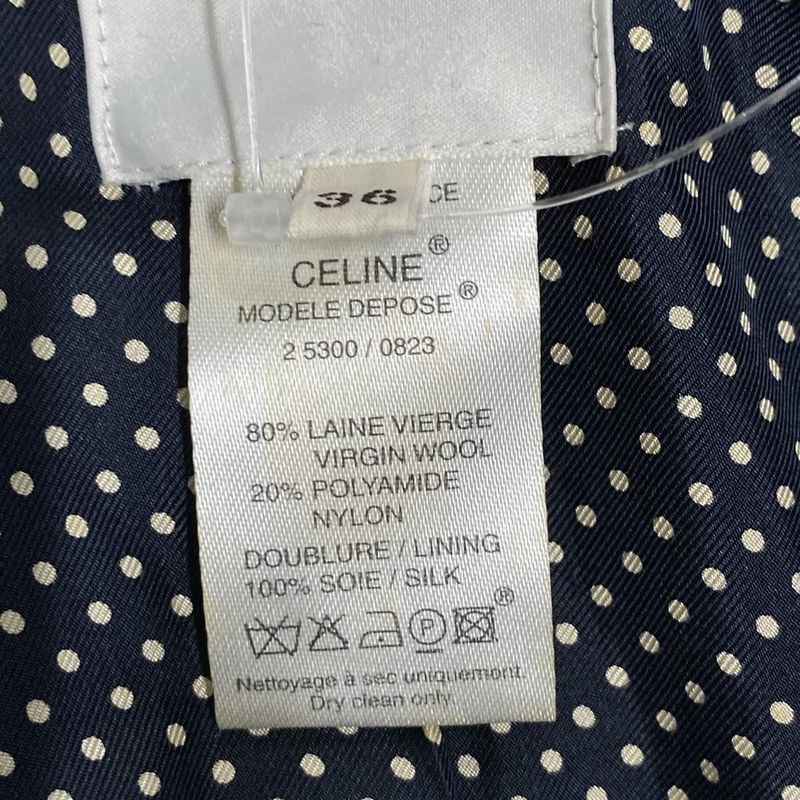 36 CE
CELINE®
MODELE DEPOSE®
2 5300 / 0823
80% LAINE VIERGE
VIRGIN WOOL
20% POLYAMIDE
NYLON
DOUBLURE / LINING
100% SOIE / SILK
P ®
Nettoyage à sec uniquement.
Dry clean only.